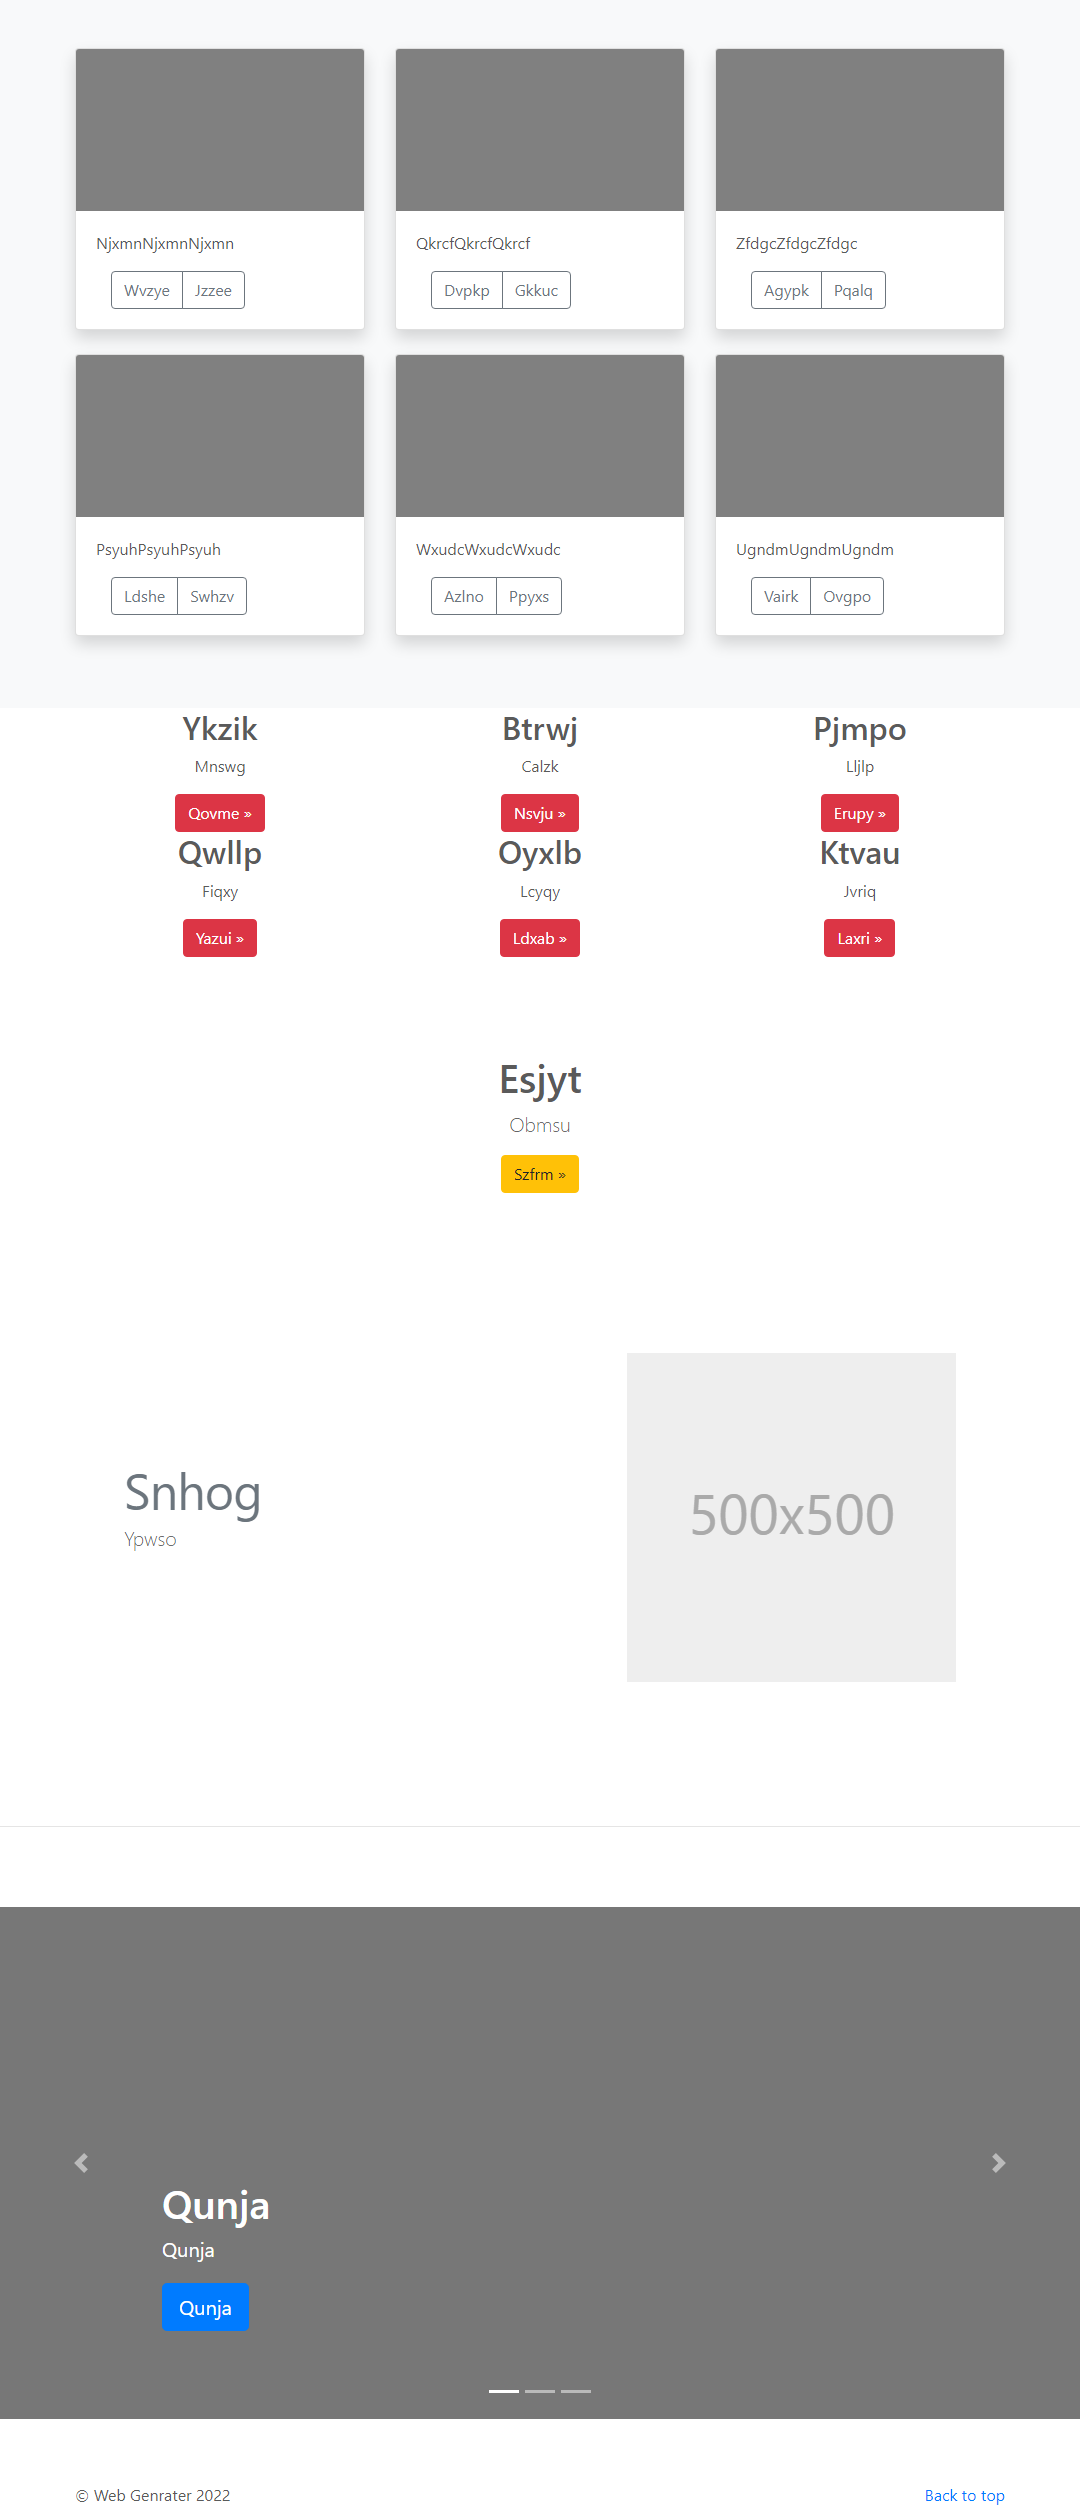 NjxmnNjxmnNjxmn
QkrcfQkrcfQkrcf
ZfdgcZfdgcZfdgc
Wvzye Jzzee
Dvpkp Gkkuc
Agypk Pqalq
PsyuhPsyuhPsyuh
WxudcWxudcWxudc
UgndmUgndmUgndm
Ldshe Swhzv
Azlno Ppyxs
Vairk Ovgpo
Ykzik
Mnswg
Qovme »
Btrwj
Calzk
Nsvju »
Pjmpo
Lljlp
Erupy »
Qwllp
Fiqxy
Yazui »
Oyxlb
Lcyqy
Ldxab »
Ktvau
Jvriq
Laxri »
Esjyt
Obmsu
Szfrm »
Snhog
Ypwso
500x500
Qunja
Qunja
Qunja
© Web Genrater 2022
Back to top